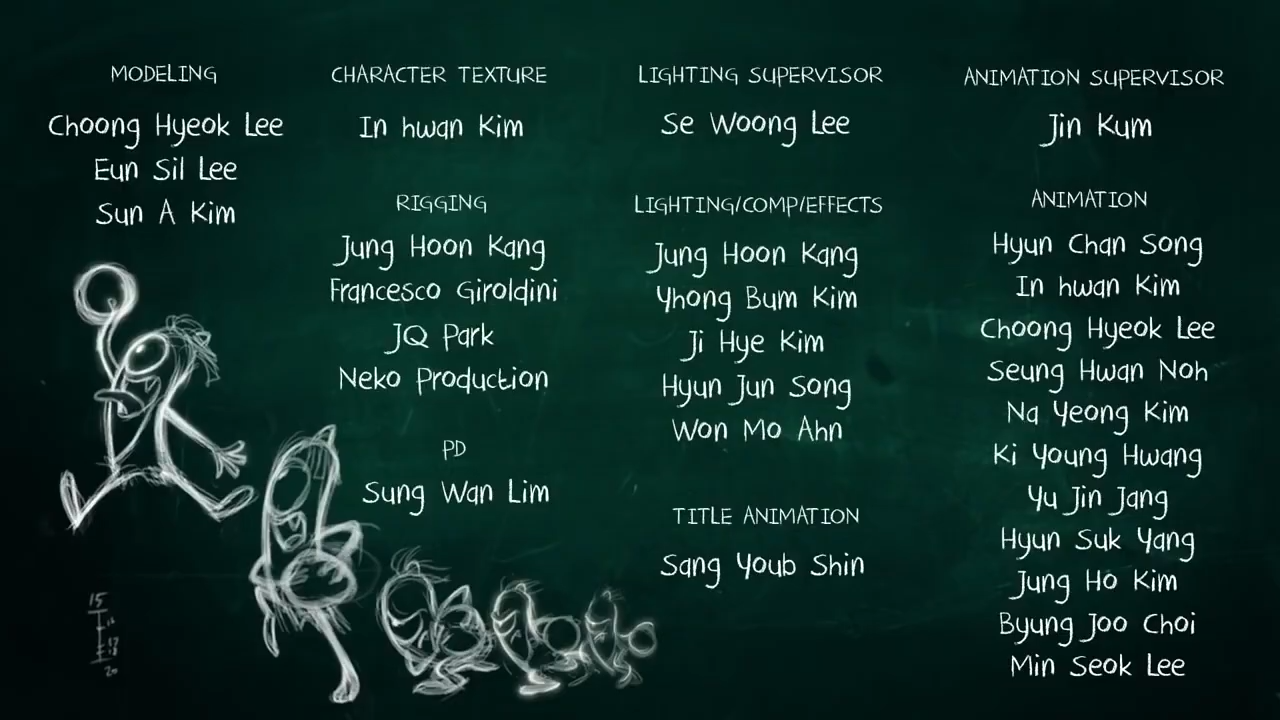 MODELING
Choong Hyeok Lee
Eun Sil Lee
Sun A Kim
CHARACTER TEXTURE
In hwan Kim
RIGGING
Jung Hoon Kang
Francesco Giroldini
JQ Park
Neko Production
PD
Sung Wan Lim
LIGHTING SUPERVISOR
Se Woong Lee
LIGHTING/COMP/EFFECTS
Jung Hoon Kang
Yhong Bum Kim
Ji Hye Kim
Hyun Jun Song
Won Mo Ahn
TITLE ANIMATION
Sang Youb Shin
ANIMATION SUPERVISOR
Jin Kum
ANIMATION
Hyun Chan Song
In hwan Kim
Choong Hyeok Lee
Seung Hwan Noh
Na Yeong Kim
Ki Young Hwang
Yu Jin Jang
Hyun Suk Yang
Jung Ho Kim
Byung Joo Choi
Min Seok Lee
15
20